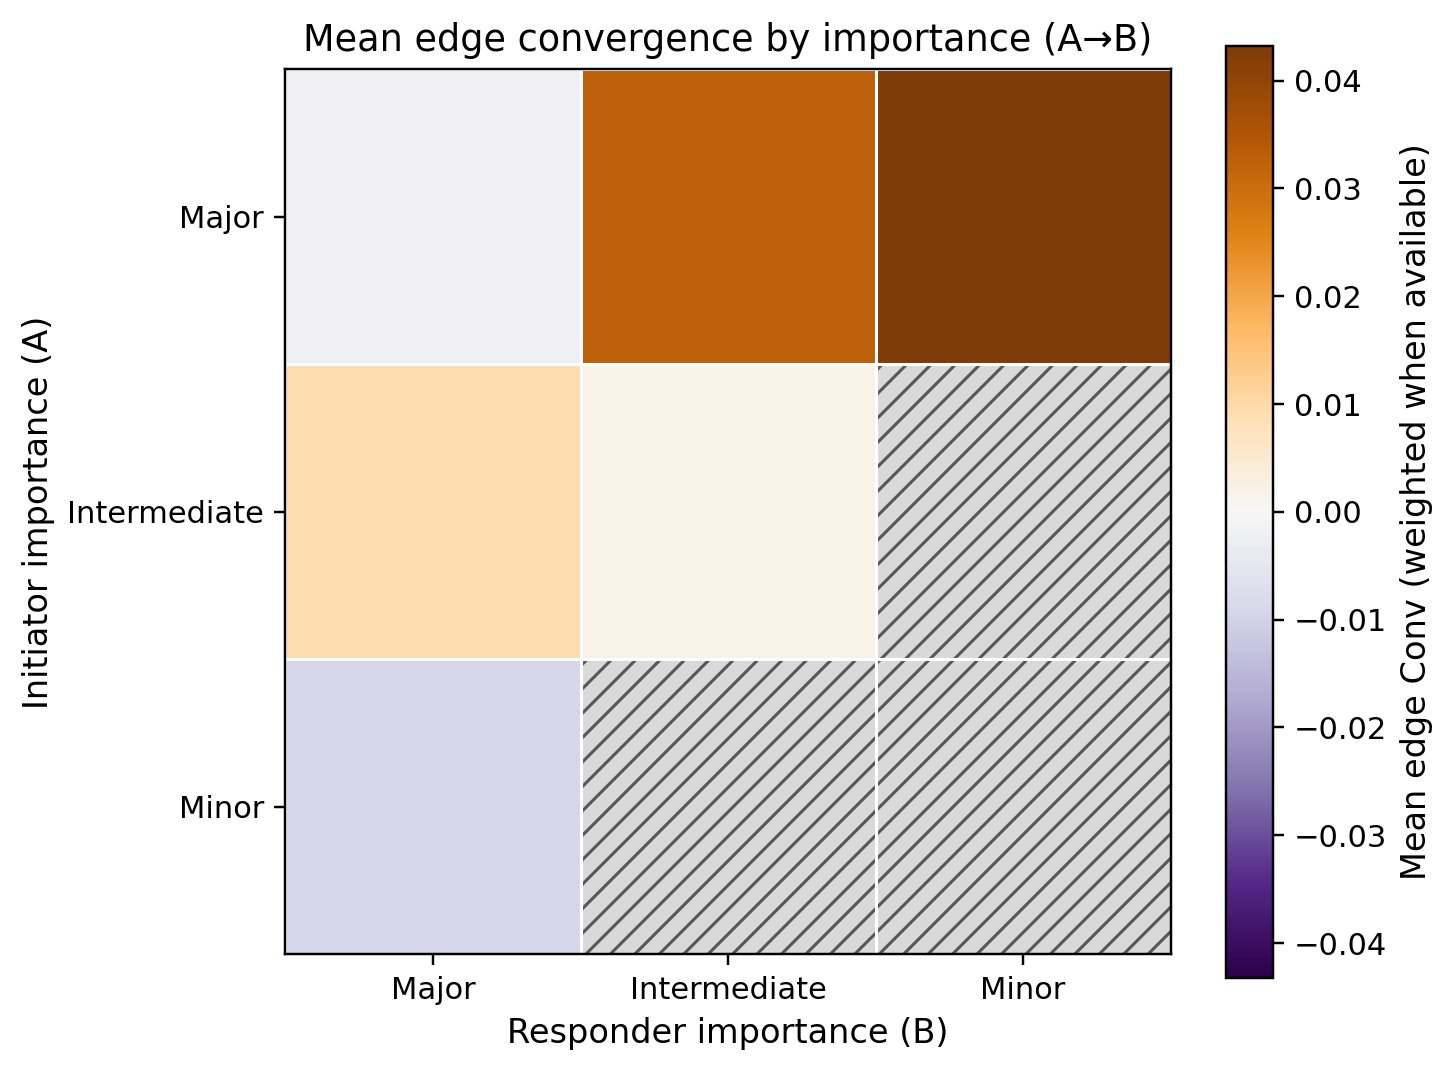 Mean edge convergence by importance (A→B)
Initiator importance (A)
Major
Intermediate
Minor
Major
Intermediate
Minor
Responder importance (B)
0.04
0.03
0.02
0.01
0.00
−0.01
−0.02
−0.03
−0.04
Mean edge Conv (weighted when available)